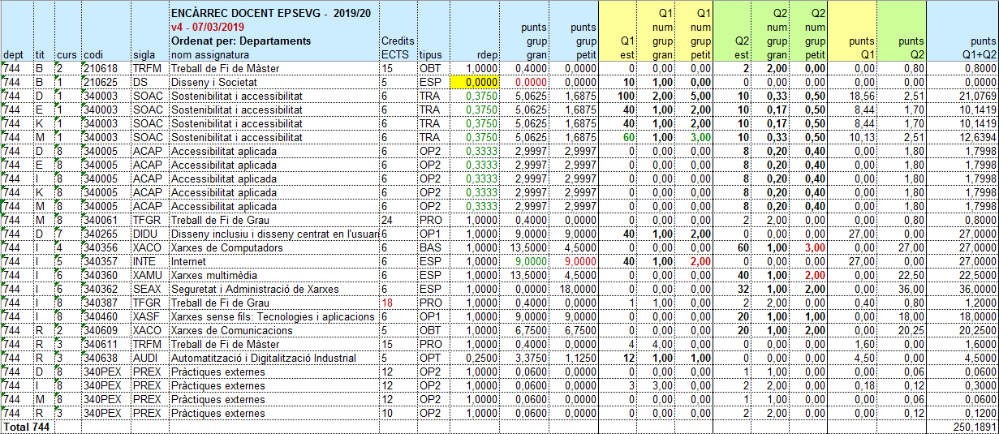 ENCÀRREC DOCENT EPSEVG - 2019/20 Q1 Q1 Q2 Q2
v4 - 07/03/2019 punts punts num num num num
Ordenat per: Departaments Credits grup grup Q1 grup grup Q2 grup grup punts punts punts
dept tit curs codi sigla nom assignatura ECTS tipus rdep gran petit est gran petit est gran petit Q1 Q2 Q1+Q2
744 B 2 210618 TRFM Treball de Fi de Màster 15 OBT 1,0000 0,4000 0,0000 0 0,00 0,00 2 2,00 0,00 0,00 0,80 0,8000
744 B 1 210625 DS Disseny i Societat 5 ESP 0,0000 0,0000 0,0000 10 1,00 0,00 0 0,00 0,00 0,00 0,00 0,0000
744 D 1 340003 SOAC Sostenibilitat i accessibilitat 6 TRA 0,3750 5,0625 1,6875 100 2,00 5,00 10 0,33 0,50 18,56 2,51 21,0769
744 E 1 340003 SOAC Sostenibilitat i accessibilitat 6 TRA 0,3750 5,0625 1,6875 40 1,00 2,00 10 0,17 0,50 8,44 1,70 10,1419
744 K 1 340003 SOAC Sostenibilitat i accessibilitat 6 TRA 0,3750 5,0625 1,6875 40 1,00 2,00 10 0,17 0,50 8,44 1,70 10,1419
744 M 1 340003 SOAC Sostenibilitat i accessibilitat 6 TRA 0,3750 5,0625 1,6875 60 1,00 3,00 10 0,33 0,50 10,13 2,51 12,6394
744 D 8 340005 ACAP Accessibilitat aplicada 6 OP2 0,3333 2,9997 2,9997 0 0,00 0,00 8 0,20 0,40 0,00 1,80 1,7998
744 E 8 340005 ACAP Accessibilitat aplicada 6 OP2 0,3333 2,9997 2,9997 0 0,00 0,00 8 0,20 0,40 0,00 1,80 1,7998
744 I 8 340005 ACAP Accessibilitat aplicada 6 OP2 0,3333 2,9997 2,9997 0 0,00 0,00 8 0,20 0,40 0,00 1,80 1,7998
744 K 8 340005 ACAP Accessibilitat aplicada 6 OP2 0,3333 2,9997 2,9997 0 0,00 0,00 8 0,20 0,40 0,00 1,80 1,7998
744 M 8 340005 ACAP Accessibilitat aplicada 6 OP2 0,3333 2,9997 2,9997 0 0,00 0,00 8 0,20 0,40 0,00 1,80 1,7998
744 M 8 340061 TFGR Treball de Fi de Grau 24 PRO 1,0000 0,4000 0,0000 0 0,00 0,00 2 2,00 0,00 0,00 0,80 0,8000
744 D 7 340265 DIDU Disseny inclusiu i disseny centrat en l'usuari 6 OP1 1,0000 9,0000 9,0000 40 1,00 2,00 0 0,00 0,00 27,00 0,00 27,0000
744 I 4 340356 XACO Xarxes de Computadors 6 BAS 1,0000 13,5000 4,5000 0 0,00 0,00 60 1,00 3,00 0,00 27,00 27,0000
744 I 5 340357 INTE Internet 6 ESP 1,0000 9,0000 9,0000 40 1,00 2,00 0 0,00 0,00 27,00 0,00 27,0000
744 I 6 340360 XAMU Xarxes multimèdia 6 ESP 1,0000 13,5000 4,5000 0 0,00 0,00 40 1,00 2,00 0,00 22,50 22,5000
744 I 6 340362 SEAX Seguretat i Administració de Xarxes 6 ESP 1,0000 0,0000 18,0000 0 0,00 0,00 32 1,00 2,00 0,00 36,00 36,0000
744 I 8 340387 TFGR Treball de Fi de Grau 18 PRO 1,0000 0,4000 0,0000 1 1,00 0,00 2 2,00 0,00 0,40 0,80 1,2000
744 I 8 340460 XASF Xarxes sense fils: Tecnologies i aplicacions 6 OP1 1,0000 9,0000 9,0000 0 0,00 0,00 20 1,00 1,00 0,00 18,00 18,0000
744 R 2 340609 XACO Xarxes de Comunicacions 5 OBT 1,0000 6,7500 6,7500 0 0,00 0,00 20 1,00 2,00 0,00 20,25 20,2500
744 R 3 340611 TRFM Treball de Fi de Màster 15 PRO 1,0000 0,4000 0,0000 4 4,00 0,00 0 0,00 0,00 1,60 0,00 1,6000
744 R 3 340638 AUDI Automatització i Digitalizació Industrial 5 OPT 0,2500 3,3750 1,1250 12 1,00 1,00 0 0,00 0,00 4,50 0,00 4,5000
744 D 8 340PEX PREX Pràctiques externes 12 OP2 1,0000 0,0600 0,0000 0 0,00 0,00 1 1,00 0,00 0,00 0,06 0,0600
744 I 8 340PEX PREX Pràctiques externes 12 OP2 1,0000 0,0600 0,0000 3 3,00 0,00 2 2,00 0,00 0,18 0,12 0,3000
744 M 8 340PEX PREX Pràctiques externes 12 OP2 1,0000 0,0600 0,0000 0 0,00 0,00 1 1,00 0,00 0,00 0,06 0,0600
744 R 3 340PEX PREX Pràctiques externes 10 OP2 1,0000 0,0600 0,0000 0 0,00 0,00 2 2,00 0,00 0,00 0,12 0,1200
Total 744 250,1891